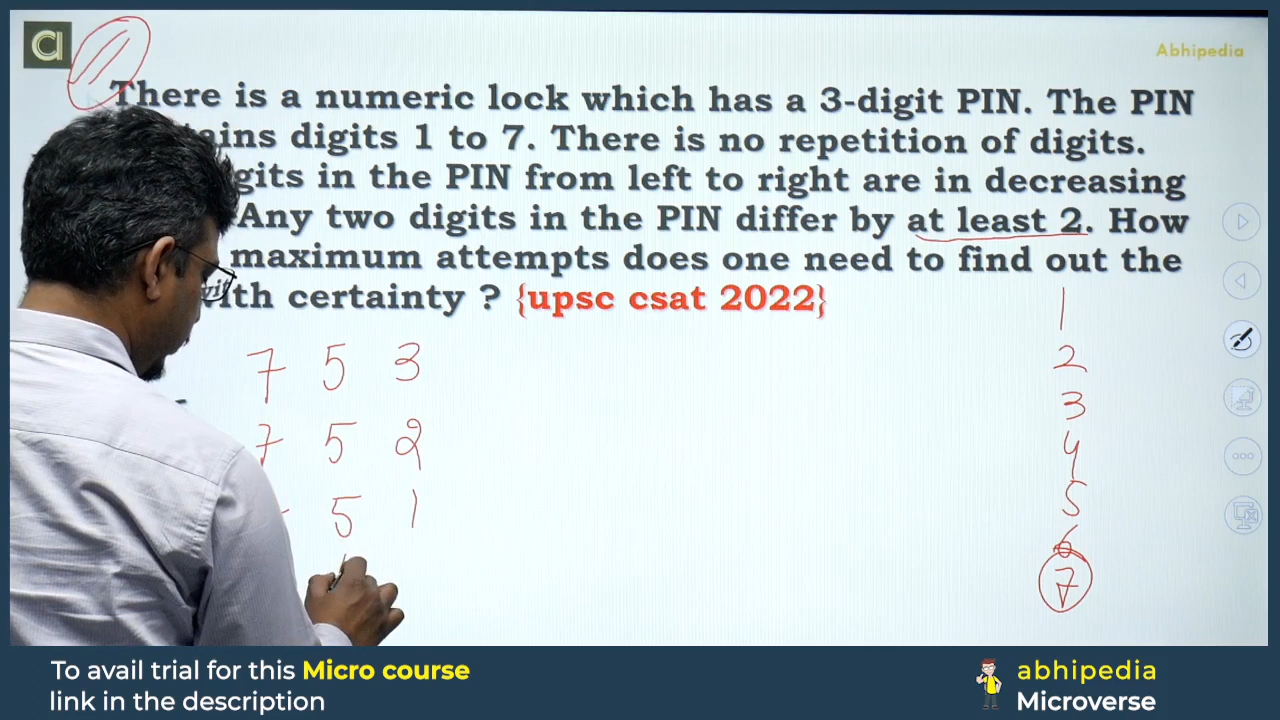 a
Abhipedia
There is a numeric lock which has a 3-digit PIN. The PIN
tains digits 1 to 7. There is no repetition of digits.
gits in the PIN from left to right are in decreasing
Any two digits in the PIN differ by at least 2. How
maximum attempts does one need to find out the
ith certainty ? {upsc csat 2022}
1
2
3
4
5
6
7
7 5 3
7 5 2
5 1
To avail trial for this Micro course
link in the description
abhipedia
Microverse